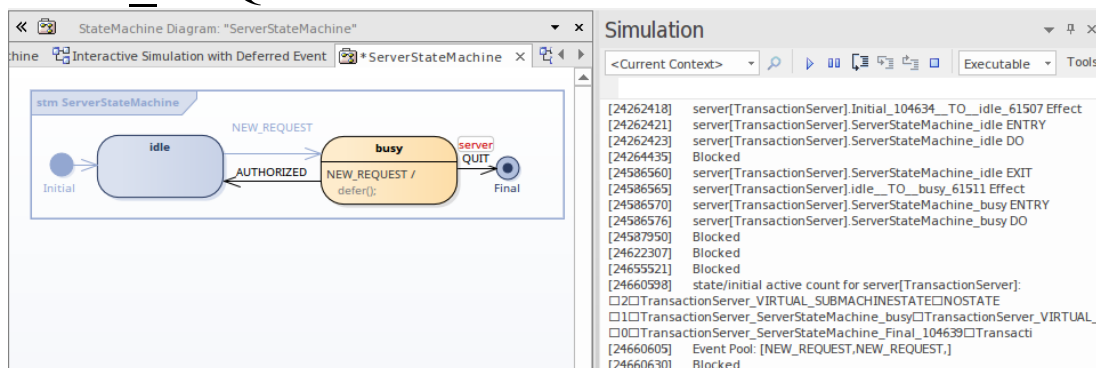 StateMachine Diagram: "ServerStateMachine"
Interactive Simulation with Deferred Event
*ServerStateMachine
stm ServerStateMachine
NEW_REQUEST
idle
busy
server
QUIT
AUTHORIZED
NEW_REQUEST /
defer();
Initial
Final
Simulation
<Current Context>
Executable
Tools
[24262418] server[TransactionServer].Initial_104634__TO__idle_61507 Effect
[24262421] server[TransactionServer].ServerStateMachine_idle ENTRY
[24262423] server[TransactionServer].ServerStateMachine_idle DO
[24264435] Blocked
[24586560] server[TransactionServer].ServerStateMachine_idle EXIT
[24586565] server[TransactionServer].idle__TO__busy_61511 Effect
[24586570] server[TransactionServer].ServerStateMachine_busy ENTRY
[24586576] server[TransactionServer].ServerStateMachine_busy DO
[24587950] Blocked
[24622307] Blocked
[24655521] Blocked
[24660598] state/initial active count for server[TransactionServer]:
□2□TransactionServer_VIRTUAL_SUBMACHINESTATE□NOSTATE
□1□TransactionServer_ServerStateMachine_busy□TransactionServer_VIRTUAL_
□0□TransactionServer_ServerStateMachine_Final_104639□Transacti
[24660605] Event Pool: [NEW_REQUEST,NEW_REQUEST,]
[24660630] Blocked